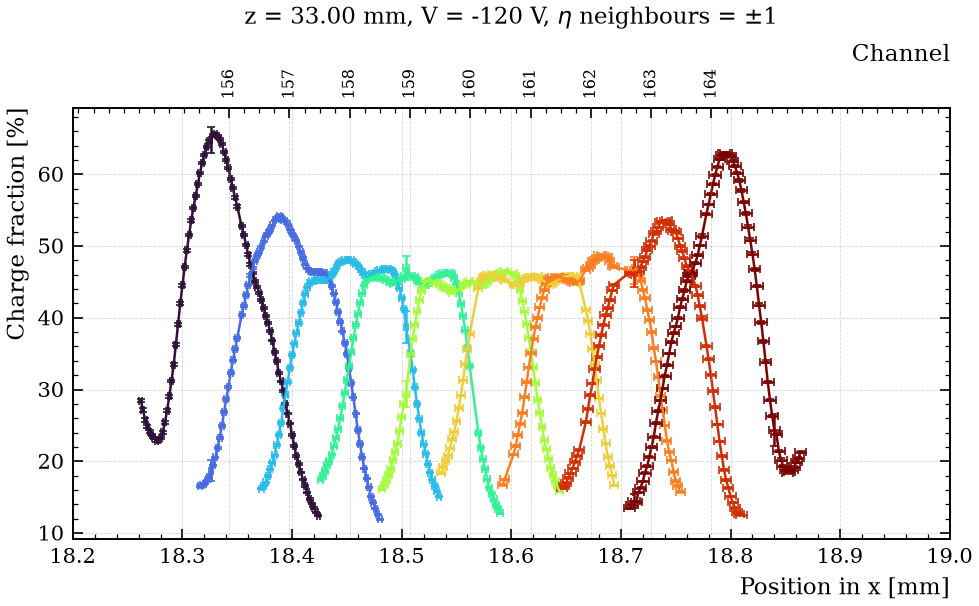 z = 33.00 mm, V = -120 V, η neighbours = ±1
Channel
156 157 158 159 160 161 162 163 164
Charge fraction [%]
60
50
40
30
20
10
18.2 18.3 18.4 18.5 18.6 18.7 18.8 18.9 19.0
Position in x [mm]